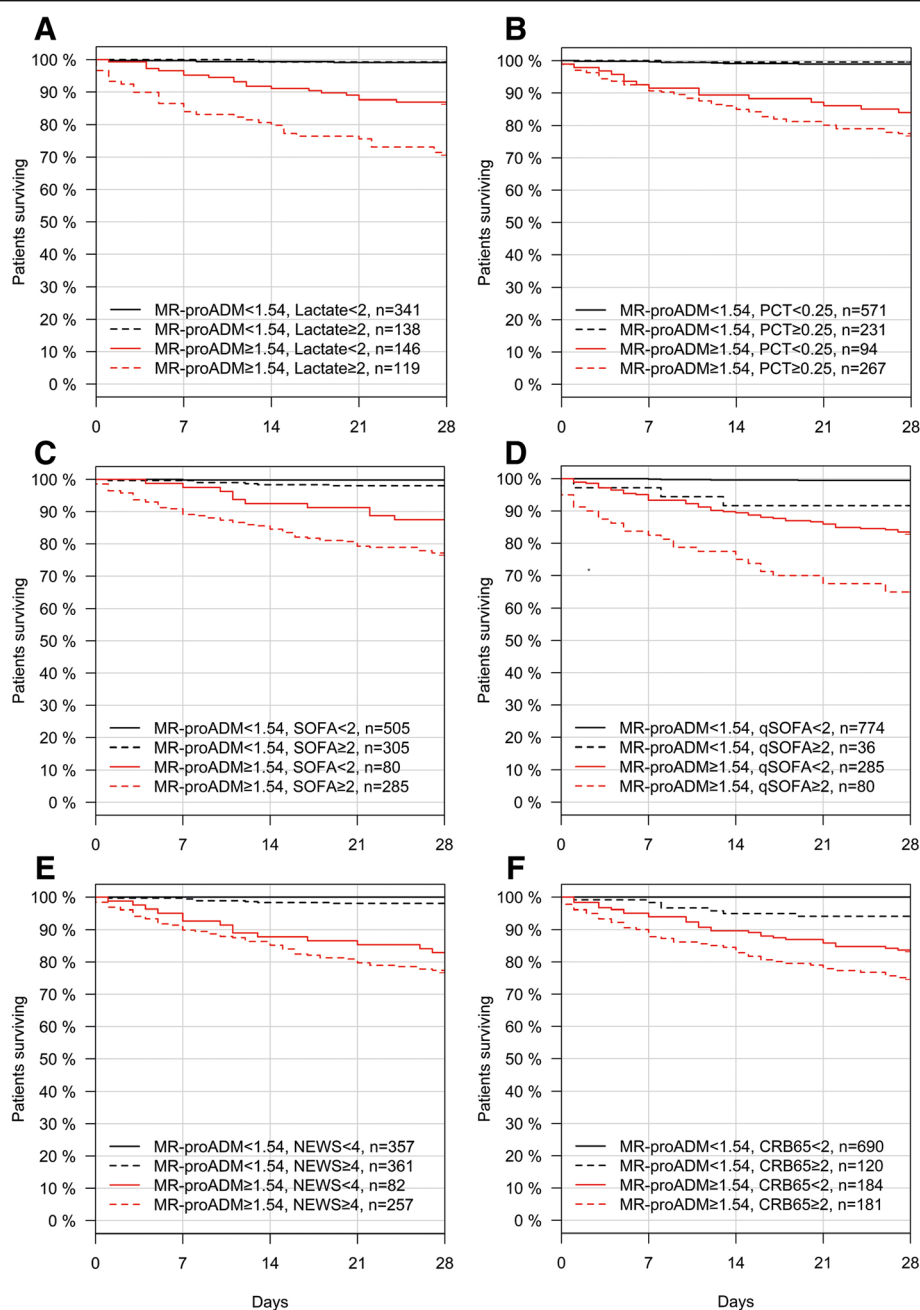 A
Patients surviving
100 %
90 %
80 %
70 %
60 %
50 %
40 %
30 %
20 %
10 %
0 %
MR-proADM<1.54, Lactate<2, n=341
MR-proADM<1.54, Lactate≥2, n=138
MR-proADM≥1.54, Lactate<2, n=146
MR-proADM≥1.54, Lactate≥2, n=119
0 7 14 21 28
B
Patients surviving
100 %
90 %
80 %
70 %
60 %
50 %
40 %
30 %
20 %
10 %
0 %
MR-proADM<1.54, PCT<0.25, n=571
MR-proADM<1.54, PCT≥0.25, n=231
MR-proADM≥1.54, PCT<0.25, n=94
MR-proADM≥1.54, PCT≥0.25, n=267
0 7 14 21 28
C
Patients surviving
100 %
90 %
80 %
70 %
60 %
50 %
40 %
30 %
20 %
10 %
0 %
MR-proADM<1.54, SOFA<2, n=505
MR-proADM<1.54, SOFA≥2, n=305
MR-proADM≥1.54, SOFA<2, n=80
MR-proADM≥1.54, SOFA≥2, n=285
0 7 14 21 28
D
Patients surviving
100 %
90 %
80 %
70 %
60 %
50 %
40 %
30 %
20 %
10 %
0 %
MR-proADM<1.54, qSOFA<2, n=774
MR-proADM<1.54, qSOFA≥2, n=36
MR-proADM≥1.54, qSOFA<2, n=285
MR-proADM≥1.54, qSOFA≥2, n=80
0 7 14 21 28
E
Patients surviving
100 %
90 %
80 %
70 %
60 %
50 %
40 %
30 %
20 %
10 %
0 %
MR-proADM<1.54, NEWS<4, n=357
MR-proADM<1.54, NEWS≥4, n=361
MR-proADM≥1.54, NEWS<4, n=82
MR-proADM≥1.54, NEWS≥4, n=257
0 7 14 21 28
Days
F
Patients surviving
100 %
90 %
80 %
70 %
60 %
50 %
40 %
30 %
20 %
10 %
0 %
MR-proADM<1.54, CRB65<2, n=690
MR-proADM<1.54, CRB65≥2, n=120
MR-proADM≥1.54, CRB65<2, n=184
MR-proADM≥1.54, CRB65≥2, n=181
0 7 14 21 28
Days